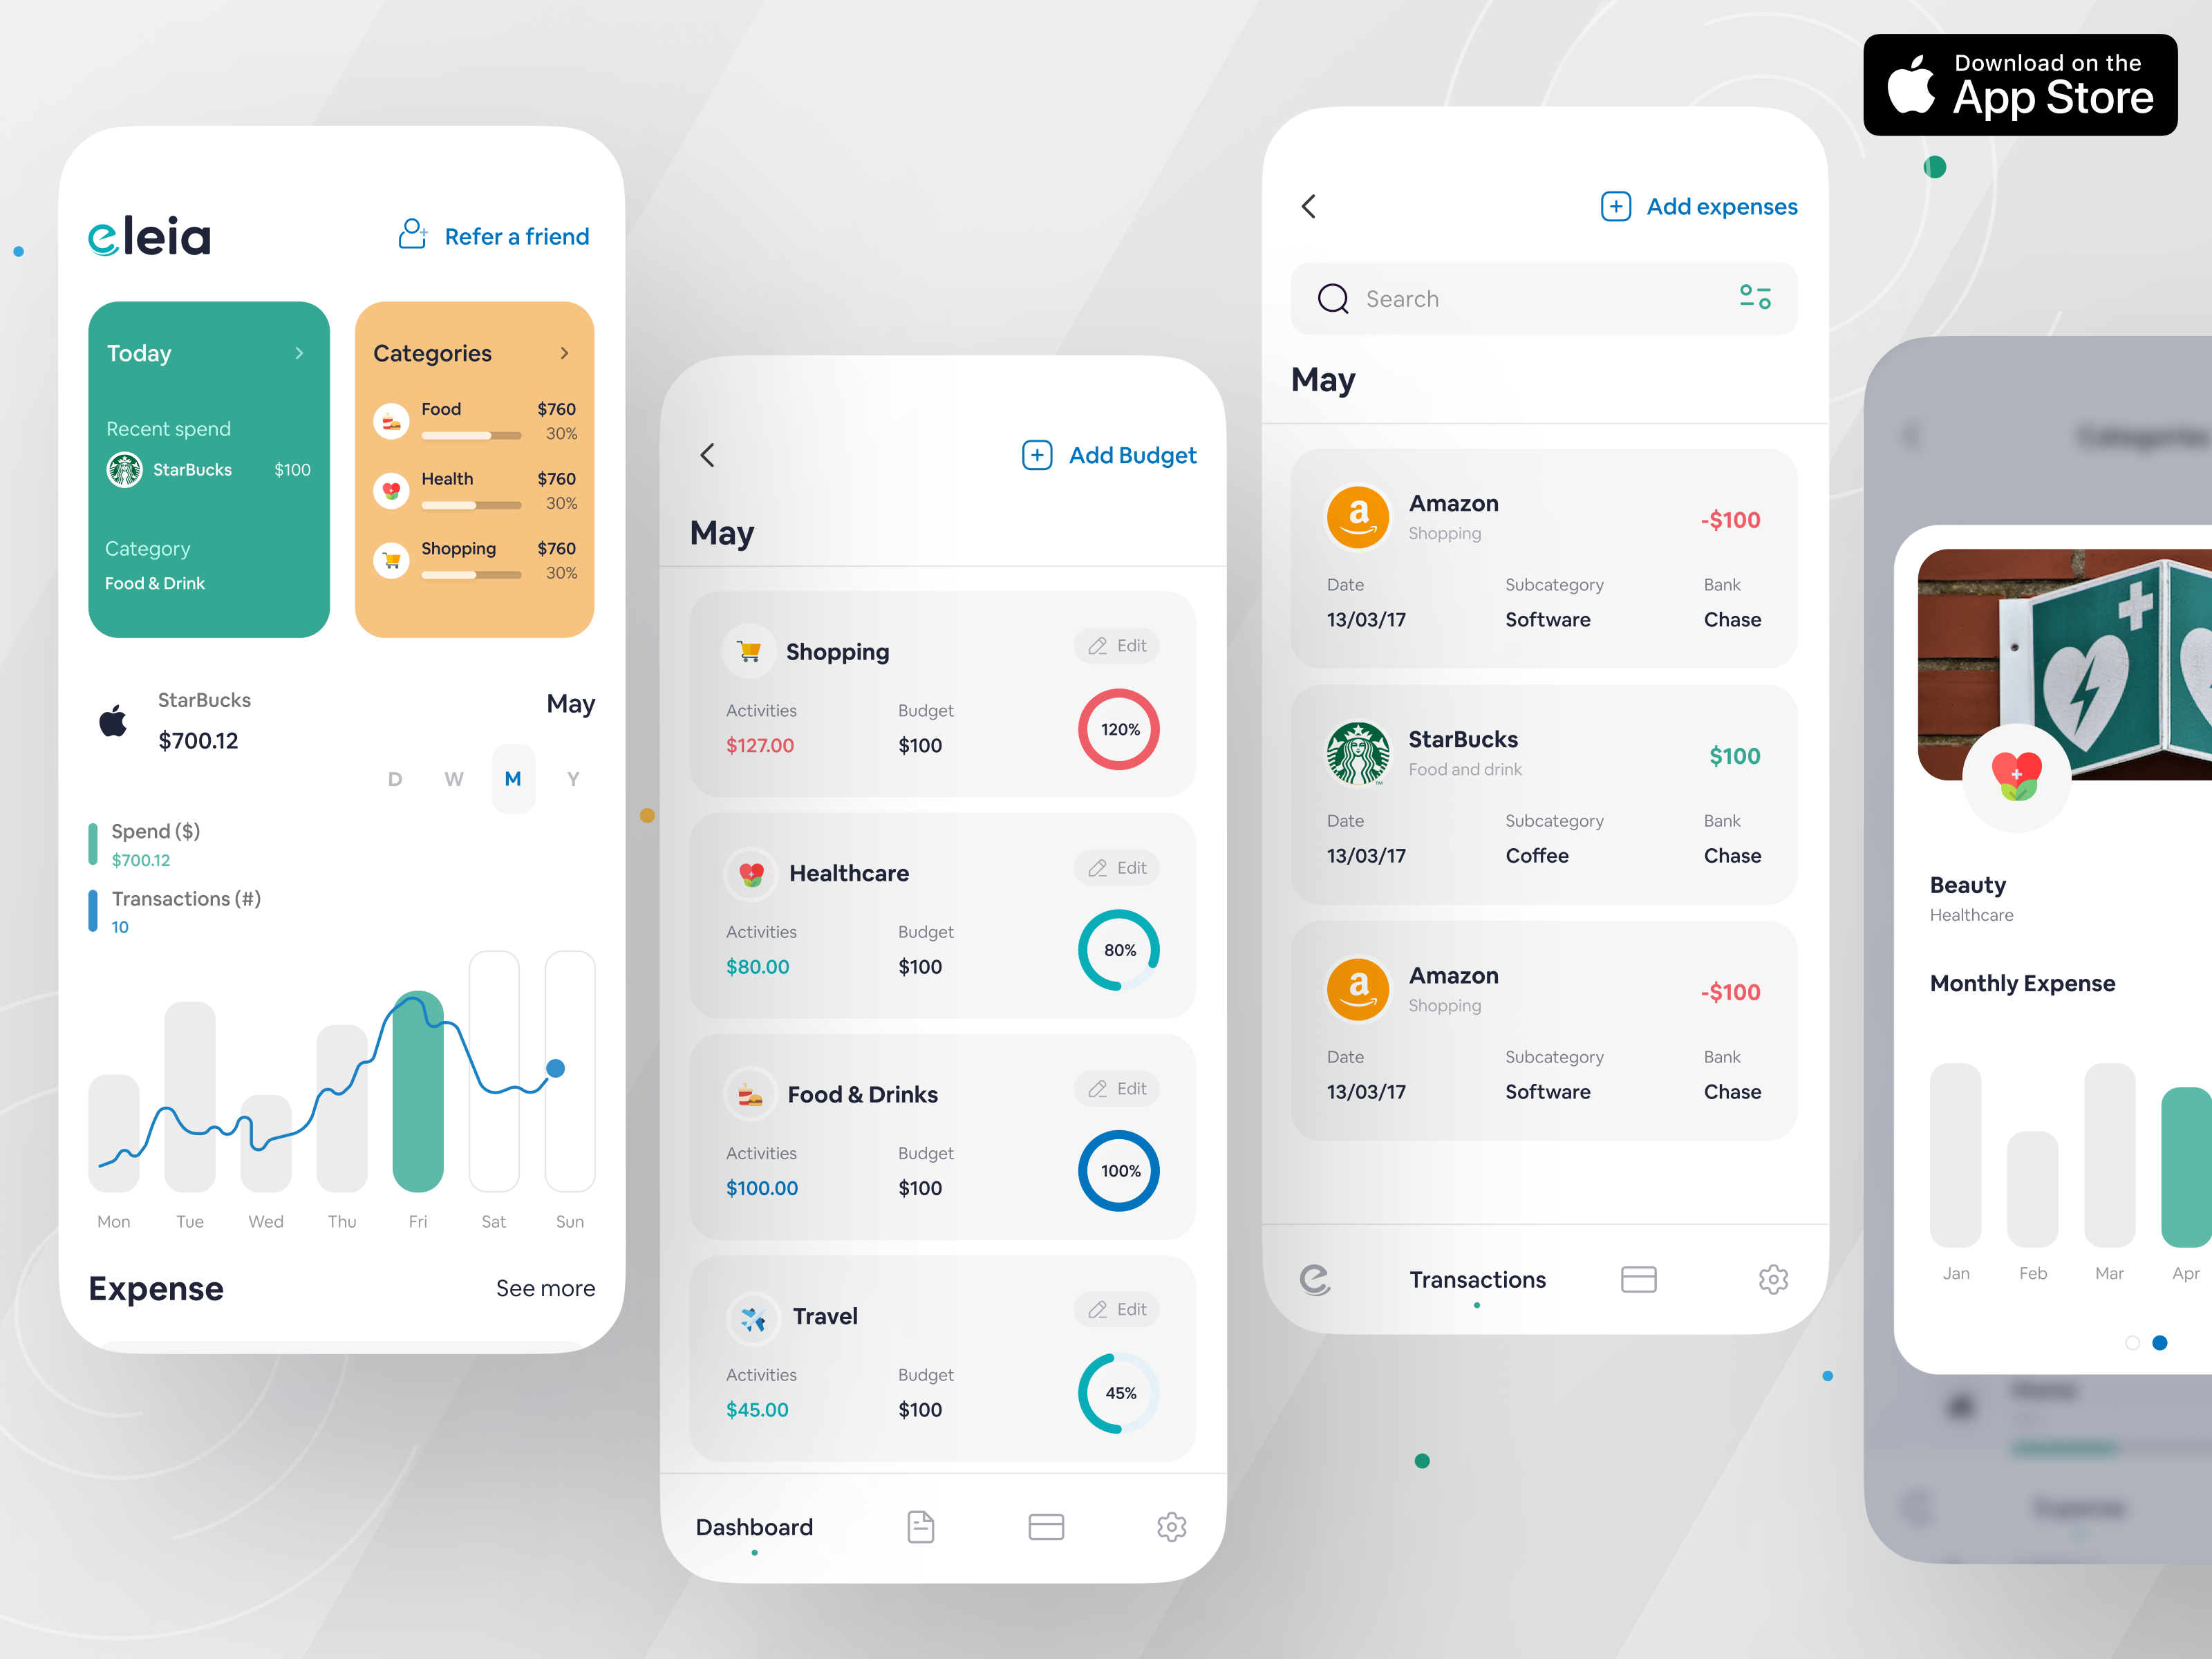 Download on the
App Store
eleia
Refer a friend
Today
Recent spend
StarBucks $100
Category
Food & Drink
Categories
Food $760
30%
Health $760
30%
Shopping $760
30%
StarBucks
$700.12
May
D W M Y
Spend ($)
$700.12
Transactions (#)
10
Mon Tue Wed Thu Fri Sat Sun
Expense See more
Add Budget
May
Shopping Edit
Activities Budget
$127.00 $100
120%
Healthcare Edit
Activities Budget
$80.00 $100
80%
Food & Drinks Edit
Activities Budget
$100.00 $100
100%
Travel Edit
Activities Budget
$45.00 $100
45%
Dashboard
Add expenses
Search
May
a
Amazon
Shopping
-$100
Date Subcategory Bank
13/03/17 Software Chase
StarBucks
Food and drink
$100
TM
Date Subcategory Bank
13/03/17 Coffee Chase
a
Amazon
Shopping
-$100
Date Subcategory Bank
13/03/17 Software Chase
e
Transactions
Categories
Beauty
Healthcare
Monthly Expense
Jan Feb Mar Apr
Home
Expense